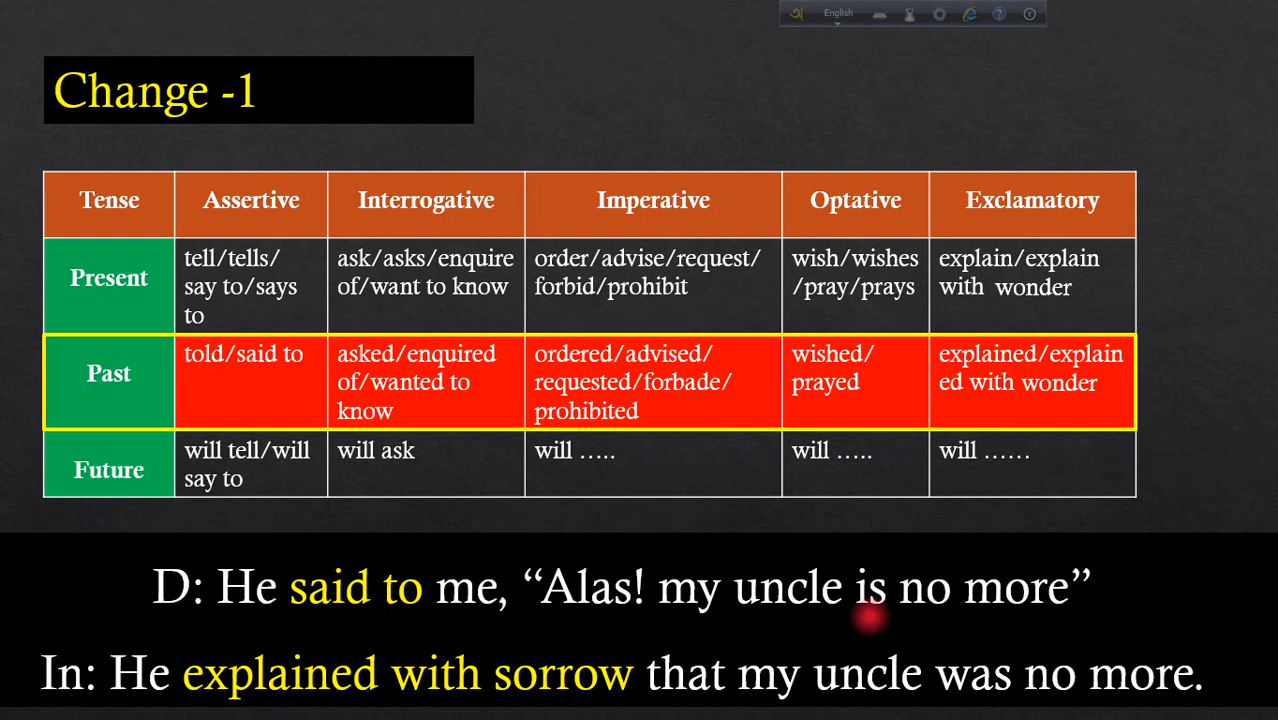 English
Change -1
Tense Assertive Interrogative Imperative Optative Exclamatory
Present
tell/tells/
say to/says
to
ask/asks/enquire
of/want to know
order/advise/request/
forbid/prohibit
wish/wishes
/pray/prays
explain/explain
with wonder
Past
told/said to
asked/enquired
of/wanted to
know
ordered/advised/
requested/forbade/
prohibited
wished/
prayed
explained/explain
ed with wonder
Future
will tell/will
say to
will ask
will …..
will …..
will ……
D: He said to me, “Alas! my uncle is no more”
In: He explained with sorrow that my uncle was no more.